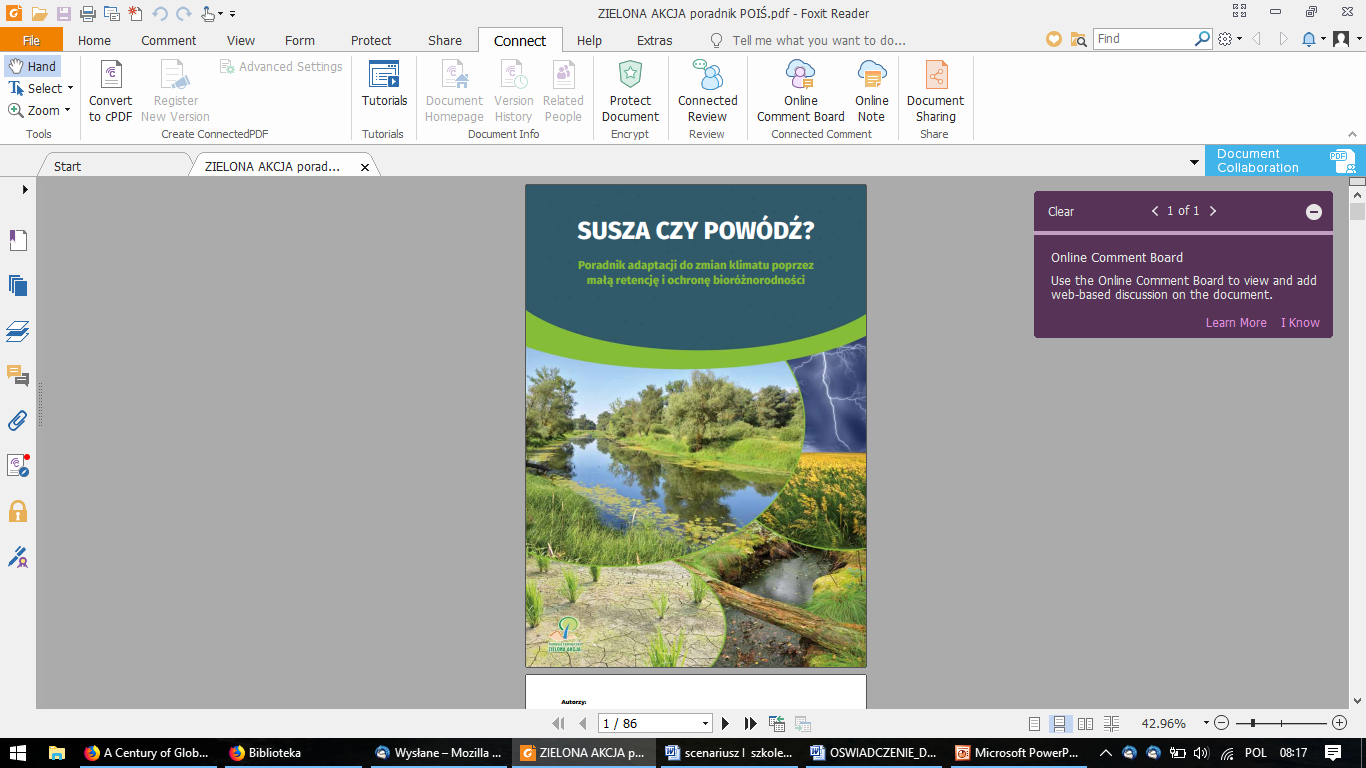 ZIELONA AKCJA poradnik POIŚ.pdf - Foxit Reader
File Home Comment View Form Protect Share Connect Help Extras Tell me what you want to do... Find
Hand
Select
Zoom
Tools
Convert to cPDF
Register New Version
Advanced Settings
Create ConnectedPDF
Tutorials
Tutorials
Document Homepage
Version History
Related People
Document Info
Protect Document
Encrypt
Connected Review
Review
Online Comment Board
Online Note
Connected Comment
Document Sharing
Share
Start
ZIELONA AKCJA porad...
Document
Collaboration
PDF
SUSZA CZY POWÓDŹ?
Poradnik adaptacji do zmian klimatu poprzez
małą retencję i ochronę bioróżnorodności
ZIELONA AKCJA
Autorzy:
Clear 1 of 1
Online Comment Board
Use the Online Comment Board to view and add
web-based discussion on the document.
Learn More I Know
1 / 86
42.96%
A Century of Glob...
Biblioteka
Wysłane – Mozilla ...
ZIELONA AKCJA p...
scenariusz I szkole...
OSWIADCZENIE_D...
Microsoft PowerP...
POL
08:17